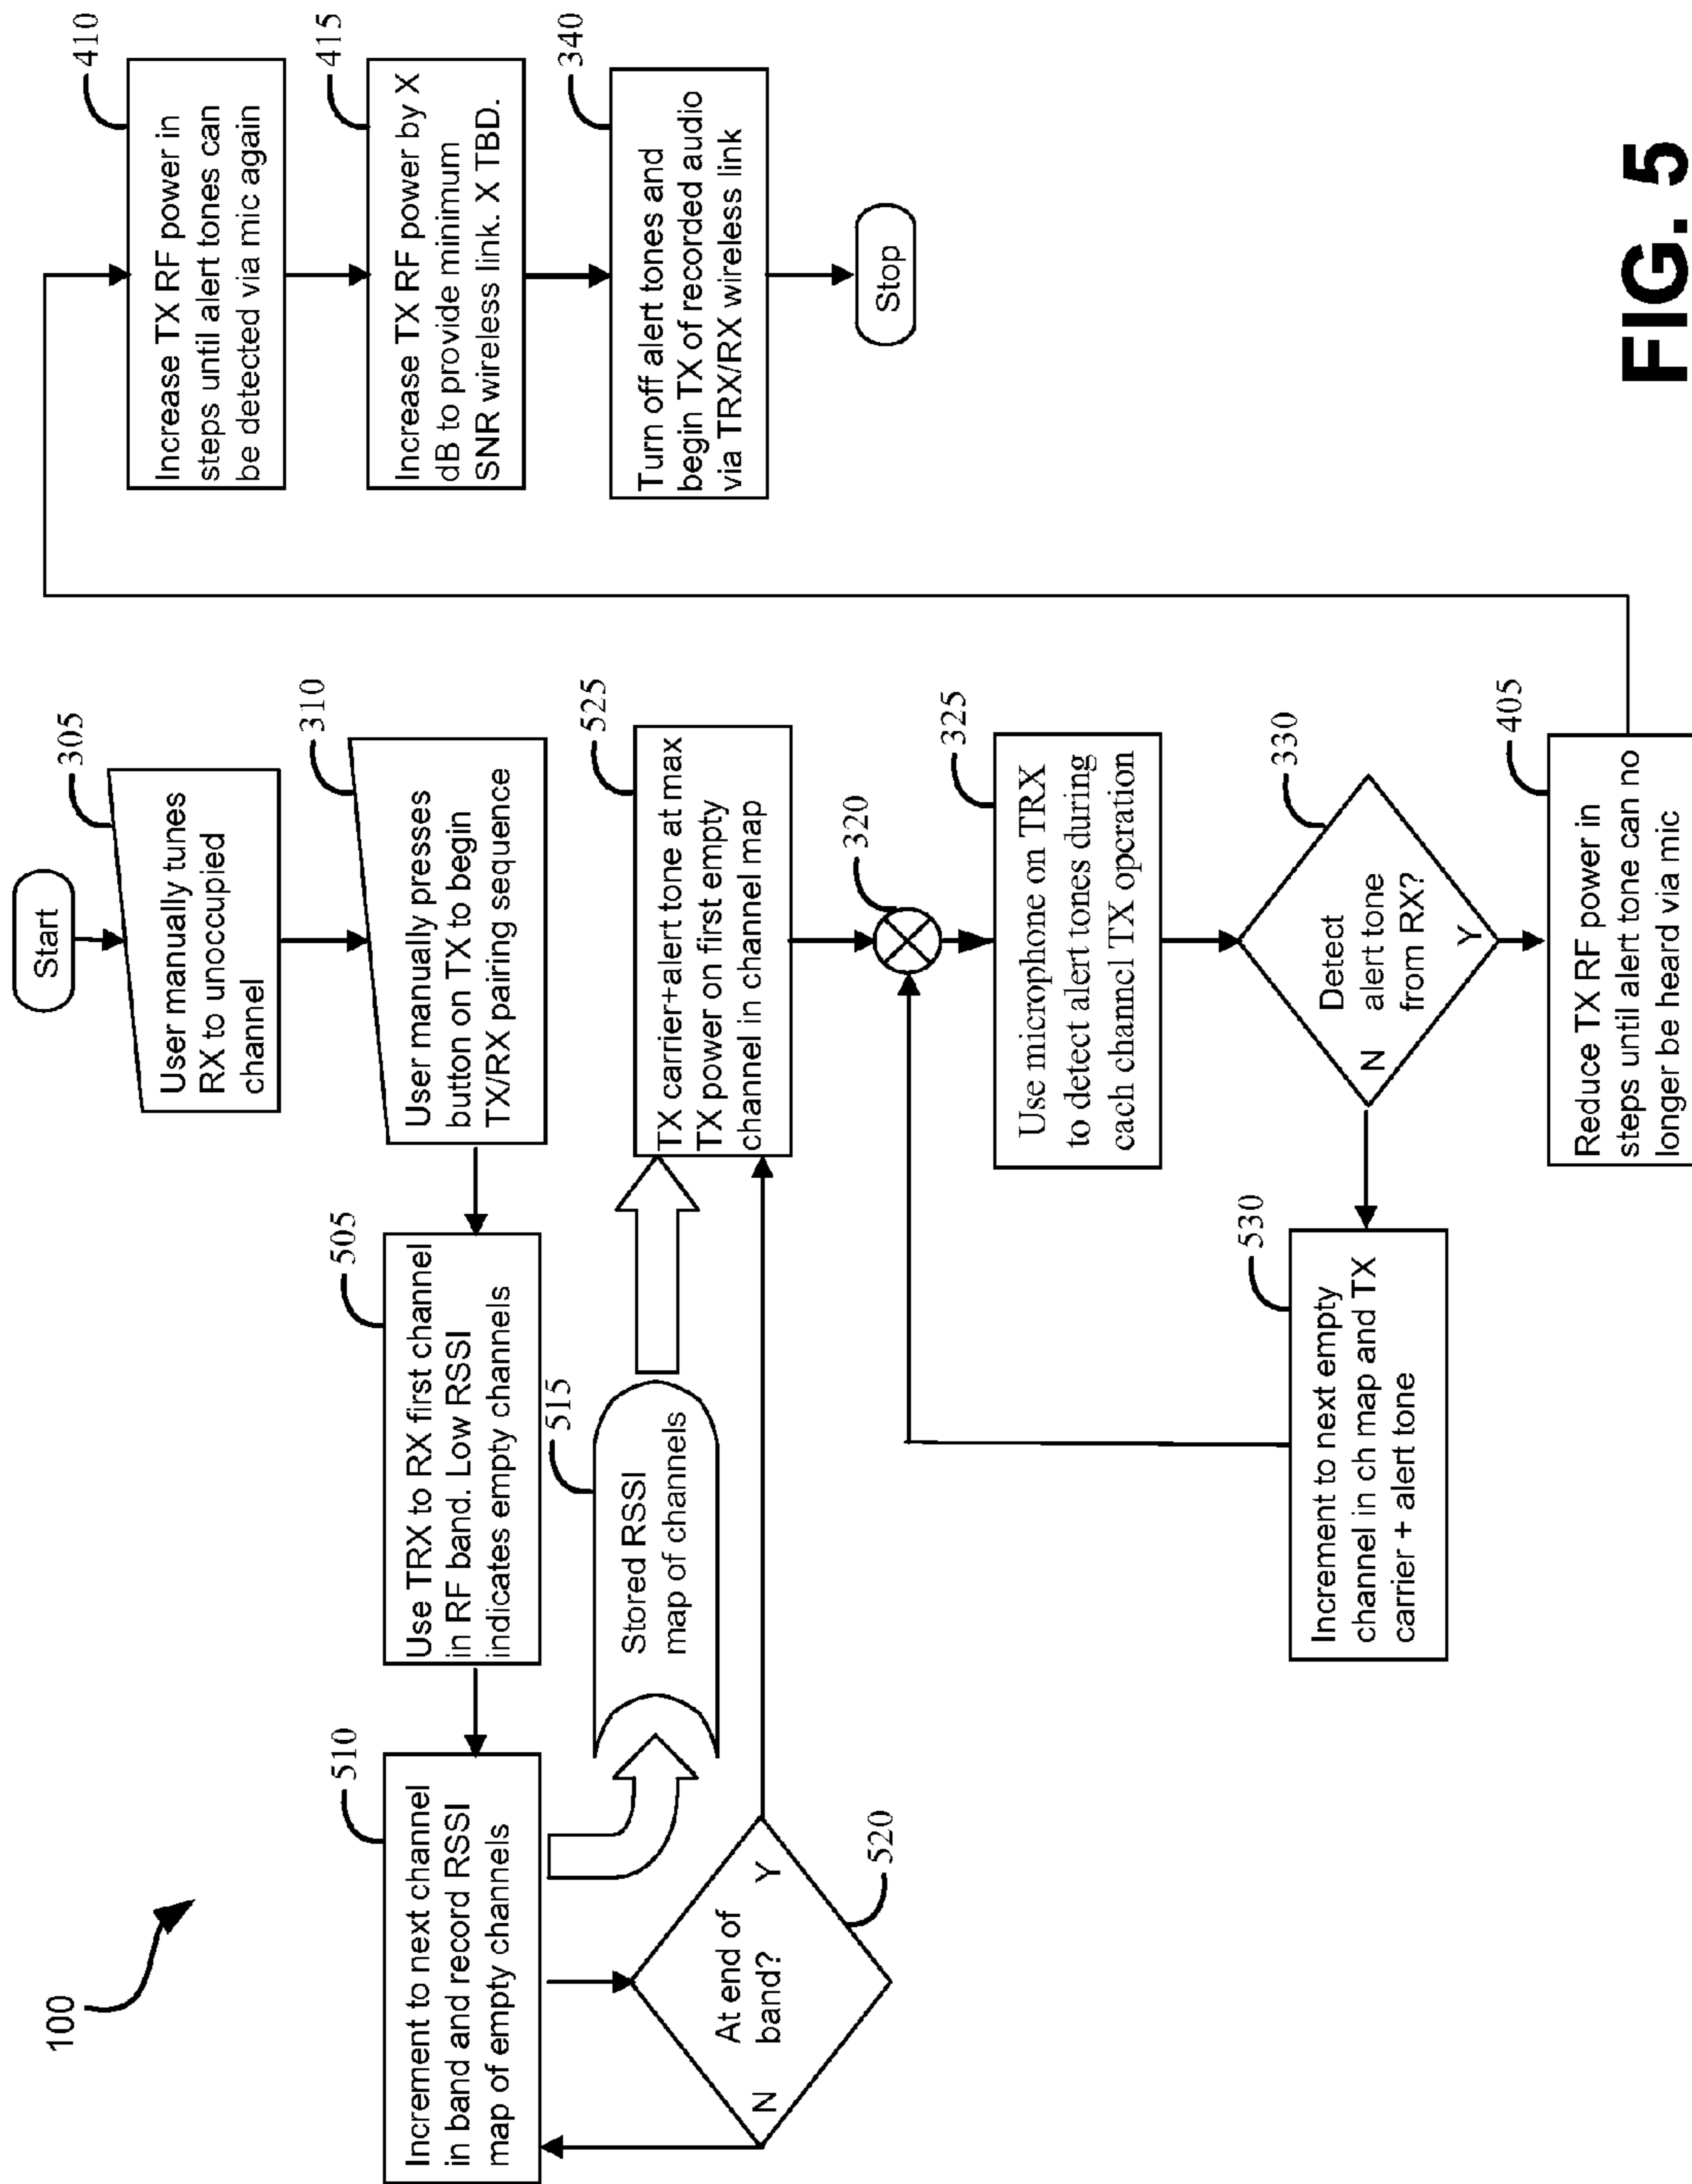 100
Start
305
User manually tunes
RX to unoccupied
channel
310
User manually presses
button on TX to begin
TX/RX pairing sequence
505
Use TRX to RX first channel
in RF band. Low RSSI
indicates empty channels
510
Increment to next channel
in band and record RSSI
map of empty channels
515
Stored RSSI
map of channels
520
At end of
band?
N
Y
525
TX carrier+alert tone at max
TX power on first empty
channel in channel map
320
325
Use microphone on TRX
to detect alert tones during
each channel TX operation
330
Detect
alert tone
from RX?
N
Y
530
Increment to next empty
channel in ch map and TX
carrier + alert tone
405
Reduce TX RF power in
steps until alert tone can no
longer be heard via mic
410
Increase TX RF power in
steps until alert tones can
be detected via mic again
415
Increase TX RF power by X
dB to provide minimum
SNR wireless link. X TBD.
340
Turn off alert tones and
begin TX of recorded audio
via TRX/RX wireless link
Stop
FIG. 5